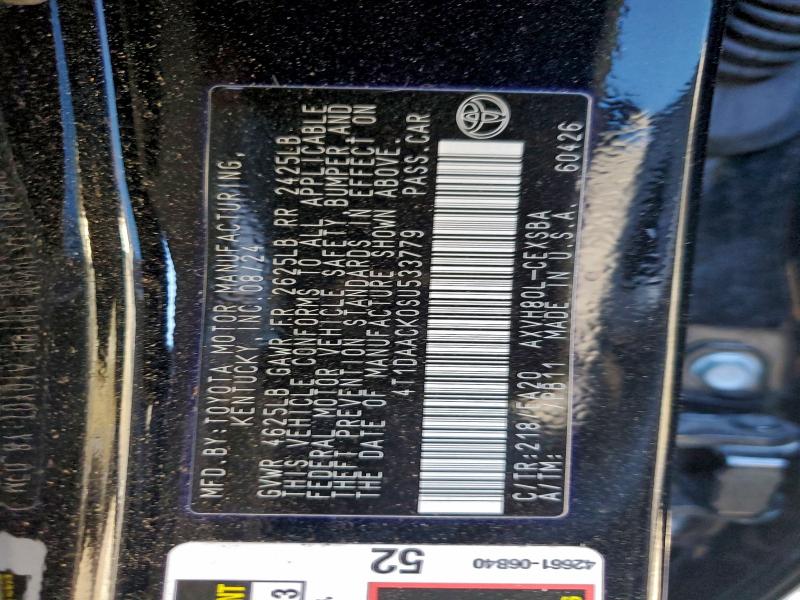 MFD.BY:TOYOTA MOTOR MANUFACTURING,
KENTUCKY, INC 08/24
GVWR 4625LB GAWR FR 2625LB RR 2425LB
THIS VEHICLE CONFORMS TO ALL APPLICABLE
FEDERAL MOTOR VEHICLE SAFETY BUMPER, AND
THEFT PREVENTION STANDARDS IN EFFECT ON
THE DATE OF MANUFACTURE SHOWN ABOVE.
4T1DAACK0SU533779 PASS.CAR
C/TR:218 /EA20 AXVH80L-CEXSBA
A/TM: /PB11 MADE IN U.S.A. 60426
52
42661-06B40